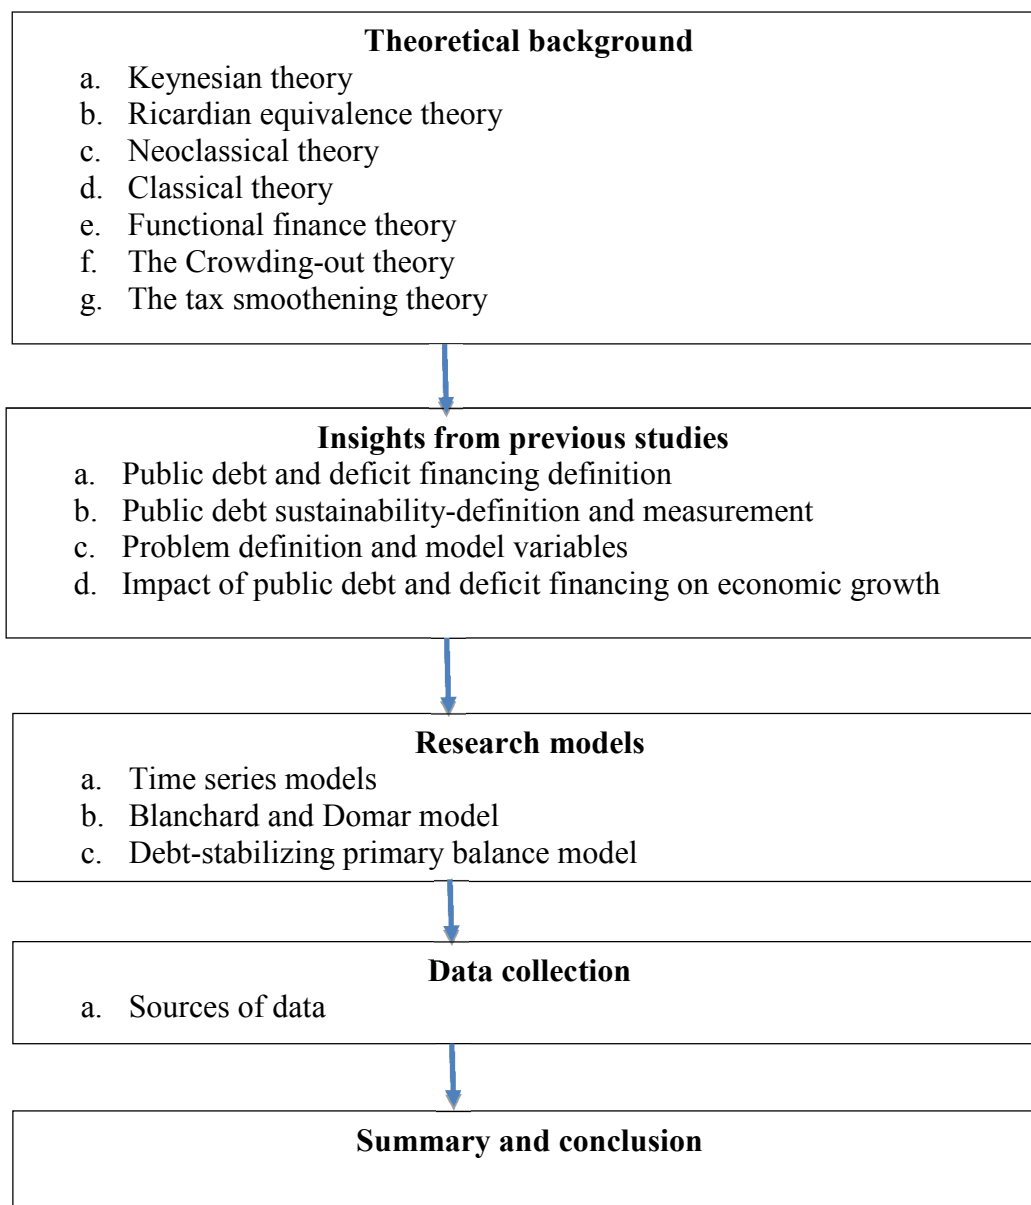 Theoretical background
a. Keynesian theory
b. Ricardian equivalence theory
c. Neoclassical theory
d. Classical theory
e. Functional finance theory
f. The Crowding-out theory
g. The tax smoothening theory
Insights from previous studies
a. Public debt and deficit financing definition
b. Public debt sustainability-definition and measurement
c. Problem definition and model variables
d. Impact of public debt and deficit financing on economic growth
Research models
a. Time series models
b. Blanchard and Domar model
c. Debt-stabilizing primary balance model
Data collection
a. Sources of data
Summary and conclusion